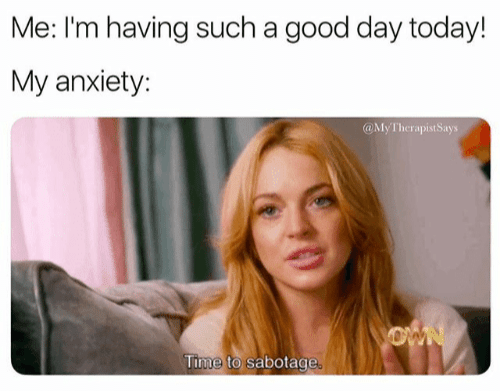 Me: I'm having such a good day today!
My anxiety:
@MyTherapistSays
OWN
Time to sabotage.